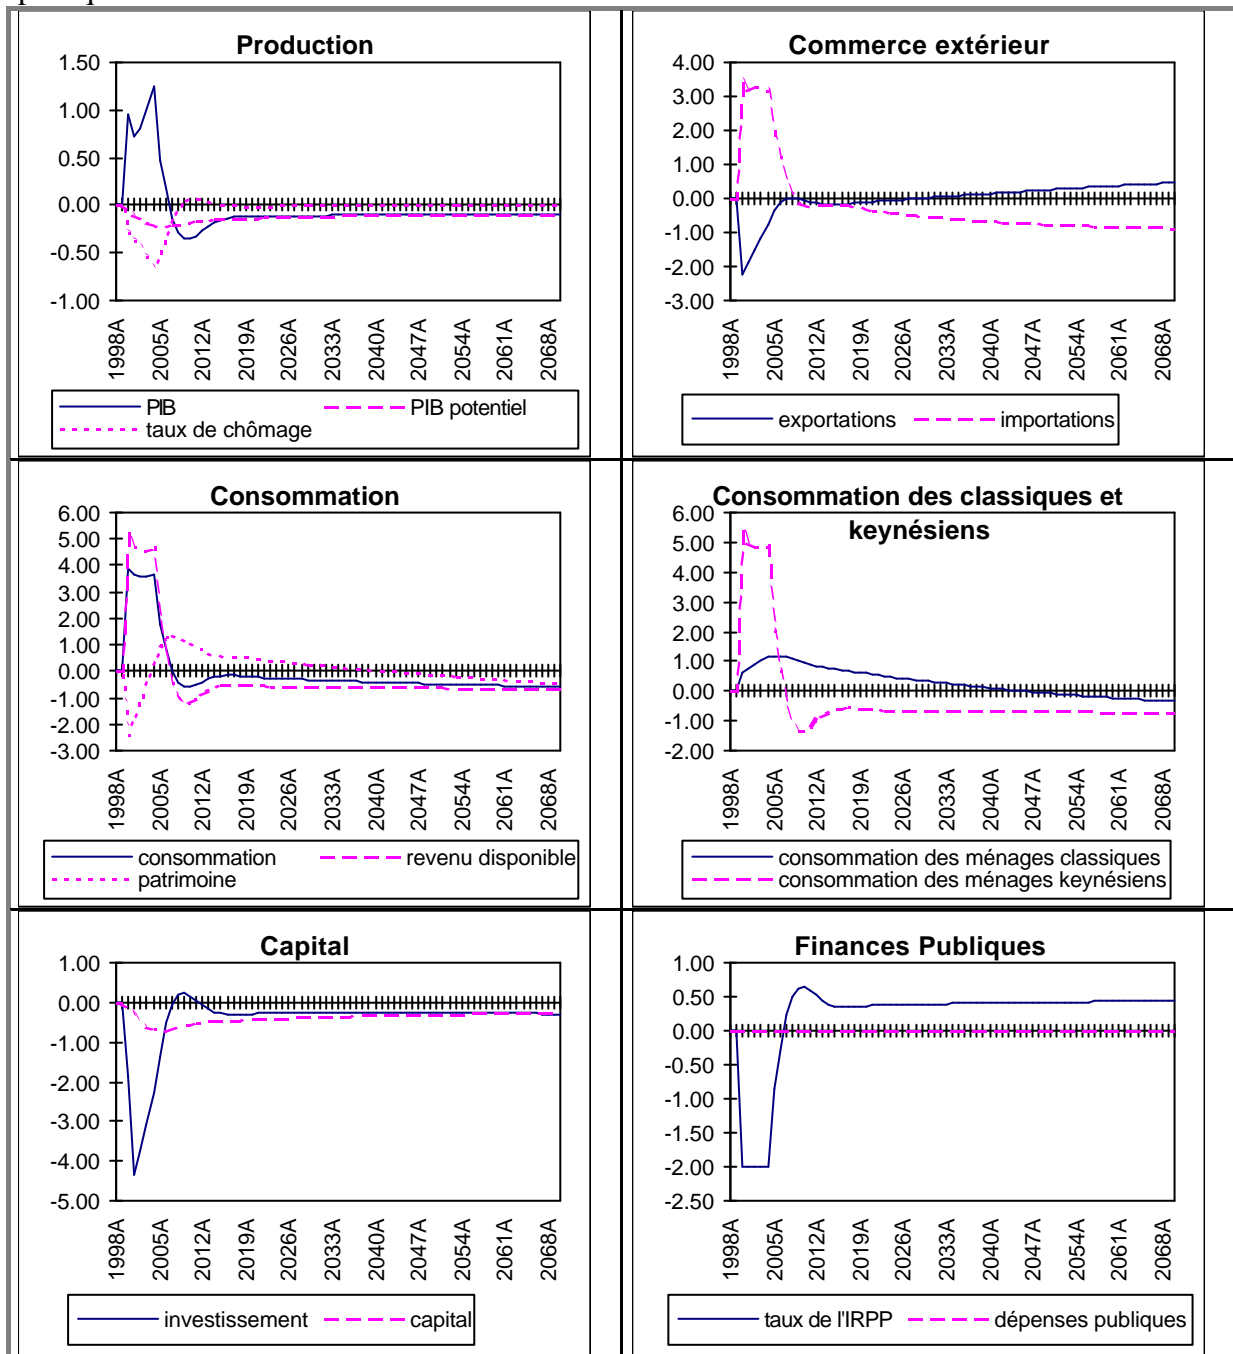 Production
1.50
1.00
0.50
0.00
-0.50
-1.00
1998A
2005A
2012A
2019A
2026A
2033A
2040A
2047A
2054A
2061A
2068A
PIB
PIB potentiel
taux de chômage
Commerce extérieur
4.00
3.00
2.00
1.00
0.00
-1.00
-2.00
-3.00
1998A
2005A
2012A
2019A
2026A
2033A
2040A
2047A
2054A
2061A
2068A
exportations
importations
Consommation
6.00
5.00
4.00
3.00
2.00
1.00
0.00
-1.00
-2.00
-3.00
1998A
2005A
2012A
2019A
2026A
2033A
2040A
2047A
2054A
2061A
2068A
consommation
revenu disponible
patrimoine
Consommation des classiques et
keynésiens
6.00
5.00
4.00
3.00
2.00
1.00
0.00
-1.00
-2.00
1998A
2005A
2012A
2019A
2026A
2033A
2040A
2047A
2054A
2061A
2068A
consommation des ménages classiques
consommation des ménages keynésiens
Capital
1.00
0.00
-1.00
-2.00
-3.00
-4.00
-5.00
1998A
2005A
2012A
2019A
2026A
2033A
2040A
2047A
2054A
2061A
2068A
investissement
capital
Finances Publiques
1.00
0.50
0.00
-0.50
-1.00
-1.50
-2.00
-2.50
1998A
2005A
2012A
2019A
2026A
2033A
2040A
2047A
2054A
2061A
2068A
taux de l"IRPP
dépenses publiques